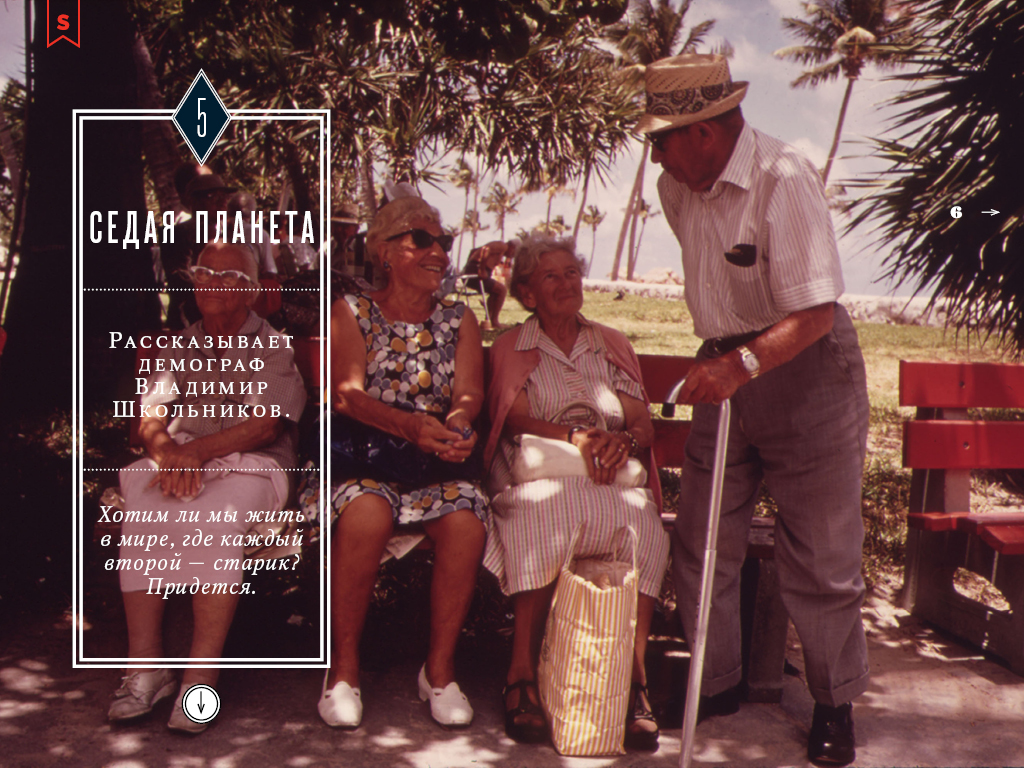 S
5
СЕДАЯ ПЛАНЕТА
Рассказывает
демограф
Владимир
Школьников.
Хотим ли мы жить
в мире, где каждый
второй — старик?
Придется.
6 →